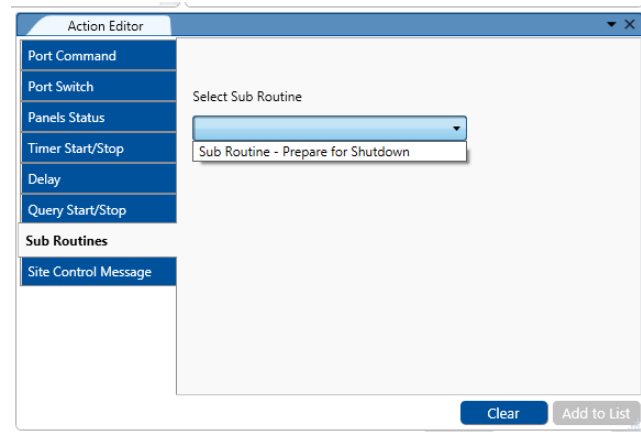 Action Editor
Port Command
Port Switch
Panels Status
Timer Start/Stop
Delay
Query Start/Stop
Sub Routines
Site Control Message
Select Sub Routine
Sub Routine - Prepare for Shutdown
Clear
Add to List